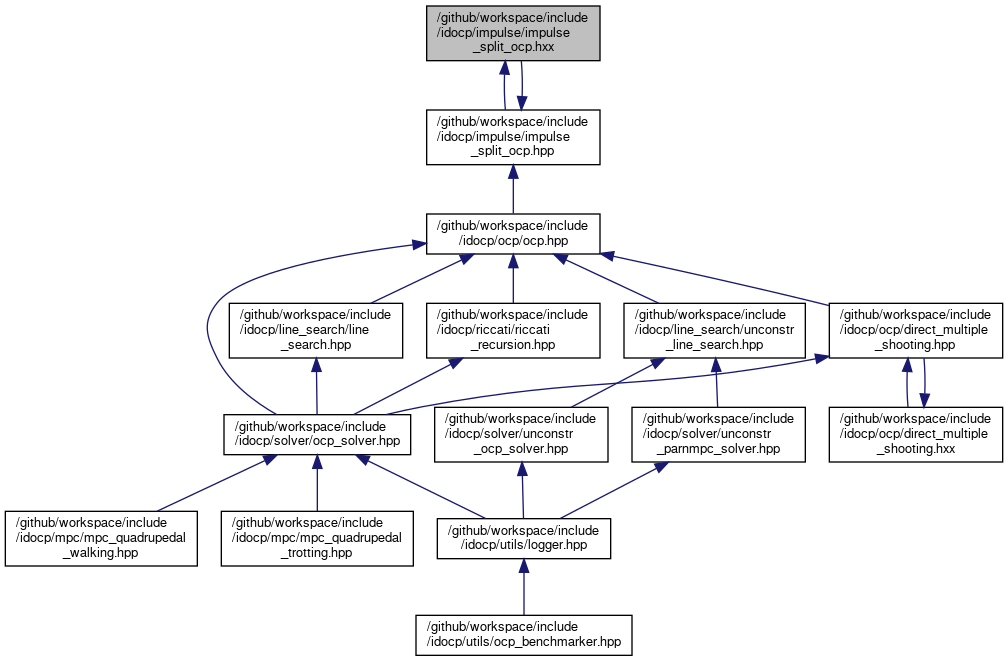 /github/workspace/include
/idocp/impulse/impulse
_split_ocp.hxx
/github/workspace/include
/idocp/impulse/impulse
_split_ocp.hpp
/github/workspace/include
/idocp/ocp/ocp.hpp
/github/workspace/include
/idocp/line_search/line
_search.hpp
/github/workspace/include
/idocp/riccati/riccati
_recursion.hpp
/github/workspace/include
/idocp/line_search/unconstr
_line_search.hpp
/github/workspace/include
/idocp/ocp/direct_multiple
_shooting.hpp
/github/workspace/include
/idocp/solver/ocp_solver.hpp
/github/workspace/include
/idocp/solver/unconstr
_ocp_solver.hpp
/github/workspace/include
/idocp/solver/unconstr
_parnmpc_solver.hpp
/github/workspace/include
/idocp/ocp/direct_multiple
_shooting.hxx
/github/workspace/include
/idocp/mpc/mpc_quadrupedal
_walking.hpp
/github/workspace/include
/idocp/mpc/mpc_quadrupedal
_trotting.hpp
/github/workspace/include
/idocp/utils/logger.hpp
/github/workspace/include
/idocp/utils/ocp_benchmarker.hpp